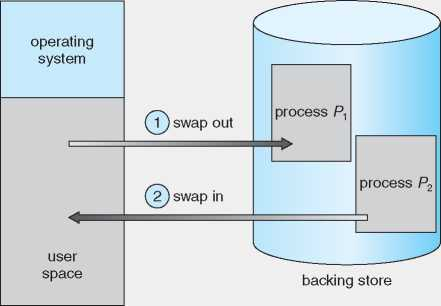 operating
system
1 swap out
process P1
2 swap in
process P2
user
space
backing store